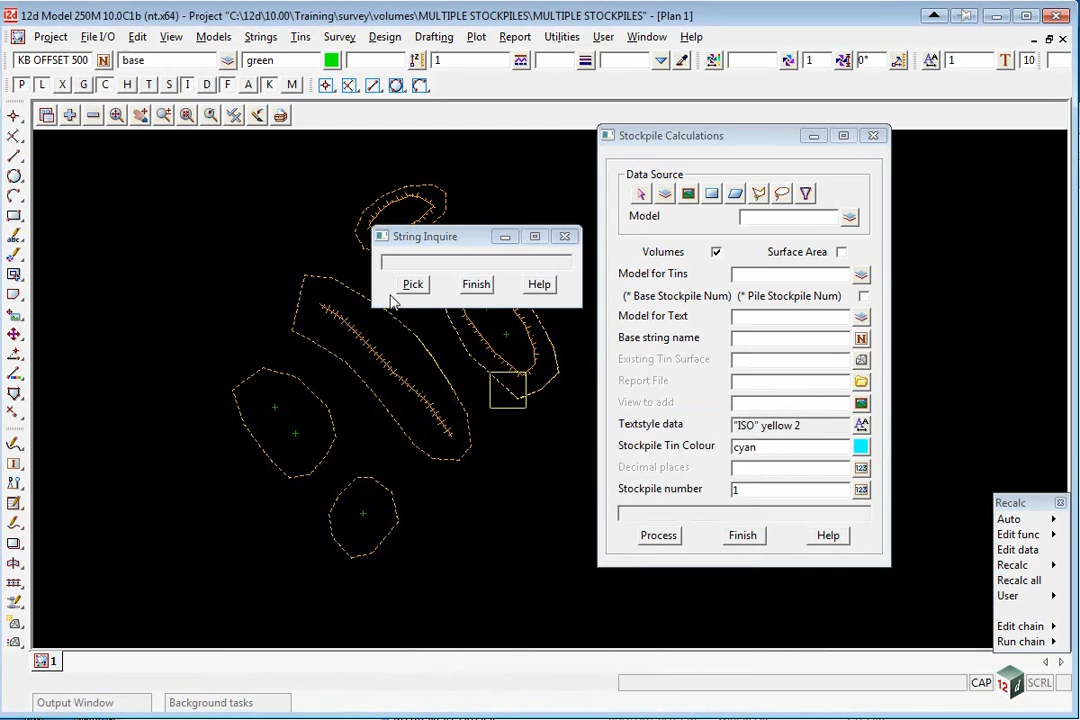 12d Model 250M 10.0C1b (nt.x64) - Project "C:\12d\10.00\Training\survey\volumes\MULTIPLE STOCKPILES\MULTIPLE STOCKPILES" - [Plan 1]
Project File I/O Edit View Models Strings Tins Survey Design Drafting Plot Report Utilities User Window Help
KB OFFSET 500 N base green 1 1 0° 1 T 10
P L X G C H T S I D F A K M
Stockpile Calculations
Data Source
Model
String Inquire
Pick Finish Help
Volumes Surface Area
Model for Tins
(* Base Stockpile Num) (* Pile Stockpile Num)
Model for Text
Base string name N
Existing Tin Surface
Report File
View to add
Textstyle data "ISO" yellow 2
Stockpile Tin Colour cyan
Decimal places 123
Stockpile number 1 123
Process Finish Help
Recalc
Auto
Edit func
Edit data
Recalc
Recalc all
User
Edit chain
Run chain
1
CAP 12d SCRL
Output Window Background tasks